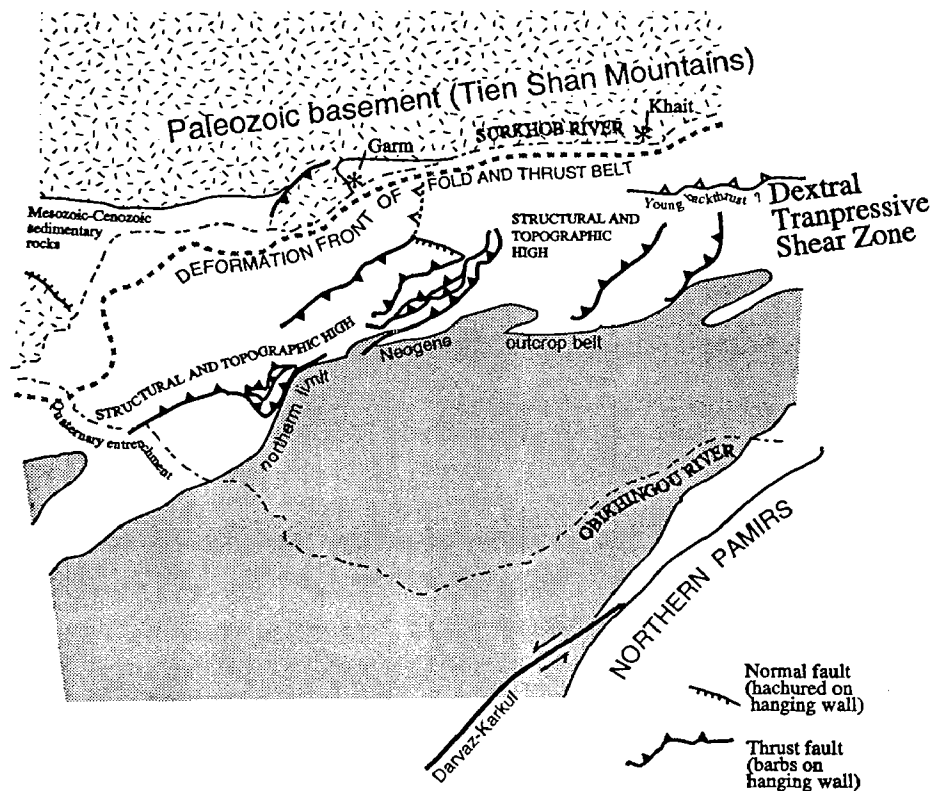 Paleozoic basement (Tien Shan Mountains)
Khait
SURKHOB RIVER
Garm
DEFORMATION FRONT OF FOLD AND THRUST BELT
Young backthrust ?
Dextral
Tranpressive
Shear Zone
Mesozoic-Cenozoic
sedimentary
rocks
STRUCTURAL AND
TOPOGRAPHIC
HIGH
STRUCTURAL AND TOPOGRAPHIC HIGH
northern limit
Neogene
outcrop belt
Quaternary entrenchment
OBIKHINGOU RIVER
NORTHERN PAMIRS
Darvaz-Karkul
Normal fault
(hachured on
hanging wall)
Thrust fault
(barbs on
hanging wall)